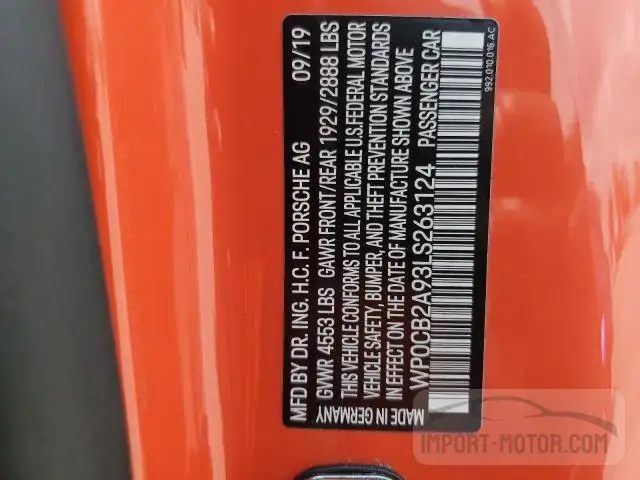 MFD BY DR. ING. H.C. F. PORSCHE AG 09/19
GVWR 4553 LBS GAWR FRONT/REAR 1929/2888 LBS
THIS VEHICLE CONFORMS TO ALL APPLICABLE U.S. FEDERAL MOTOR
VEHICLE SAFETY, BUMPER, AND THEFT PREVENTION STANDARDS
IN EFFECT ON THE DATE OF MANUFACTURE SHOWN ABOVE
WP0CB2A93LS263124 PASSENGER CAR
MADE IN GERMANY
992.010.016.AC
IMPORT-MOTOR.COM